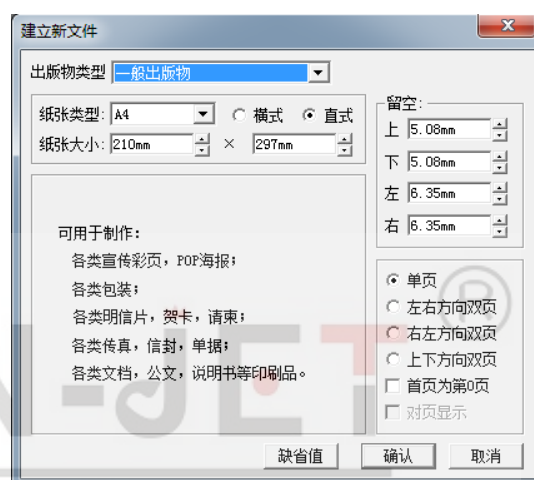 建立新文件
出版物类型 一般出版物
纸张类型: A4 横式 直式
纸张大小: 210mm × 297mm
留空:
上 5.08mm
下 5.08mm
左 6.35mm
右 6.35mm
可用于制作:
各类宣传彩页，POP海报;
各类包装;
各类明信片，贺卡，请柬;
各类传真，信封，单据;
各类文档，公文，说明书等印刷品。
单页
左右方向双页
右左方向双页
上下方向双页
首页为第0页
对页显示
缺省值 确认 取消
N-JET ®